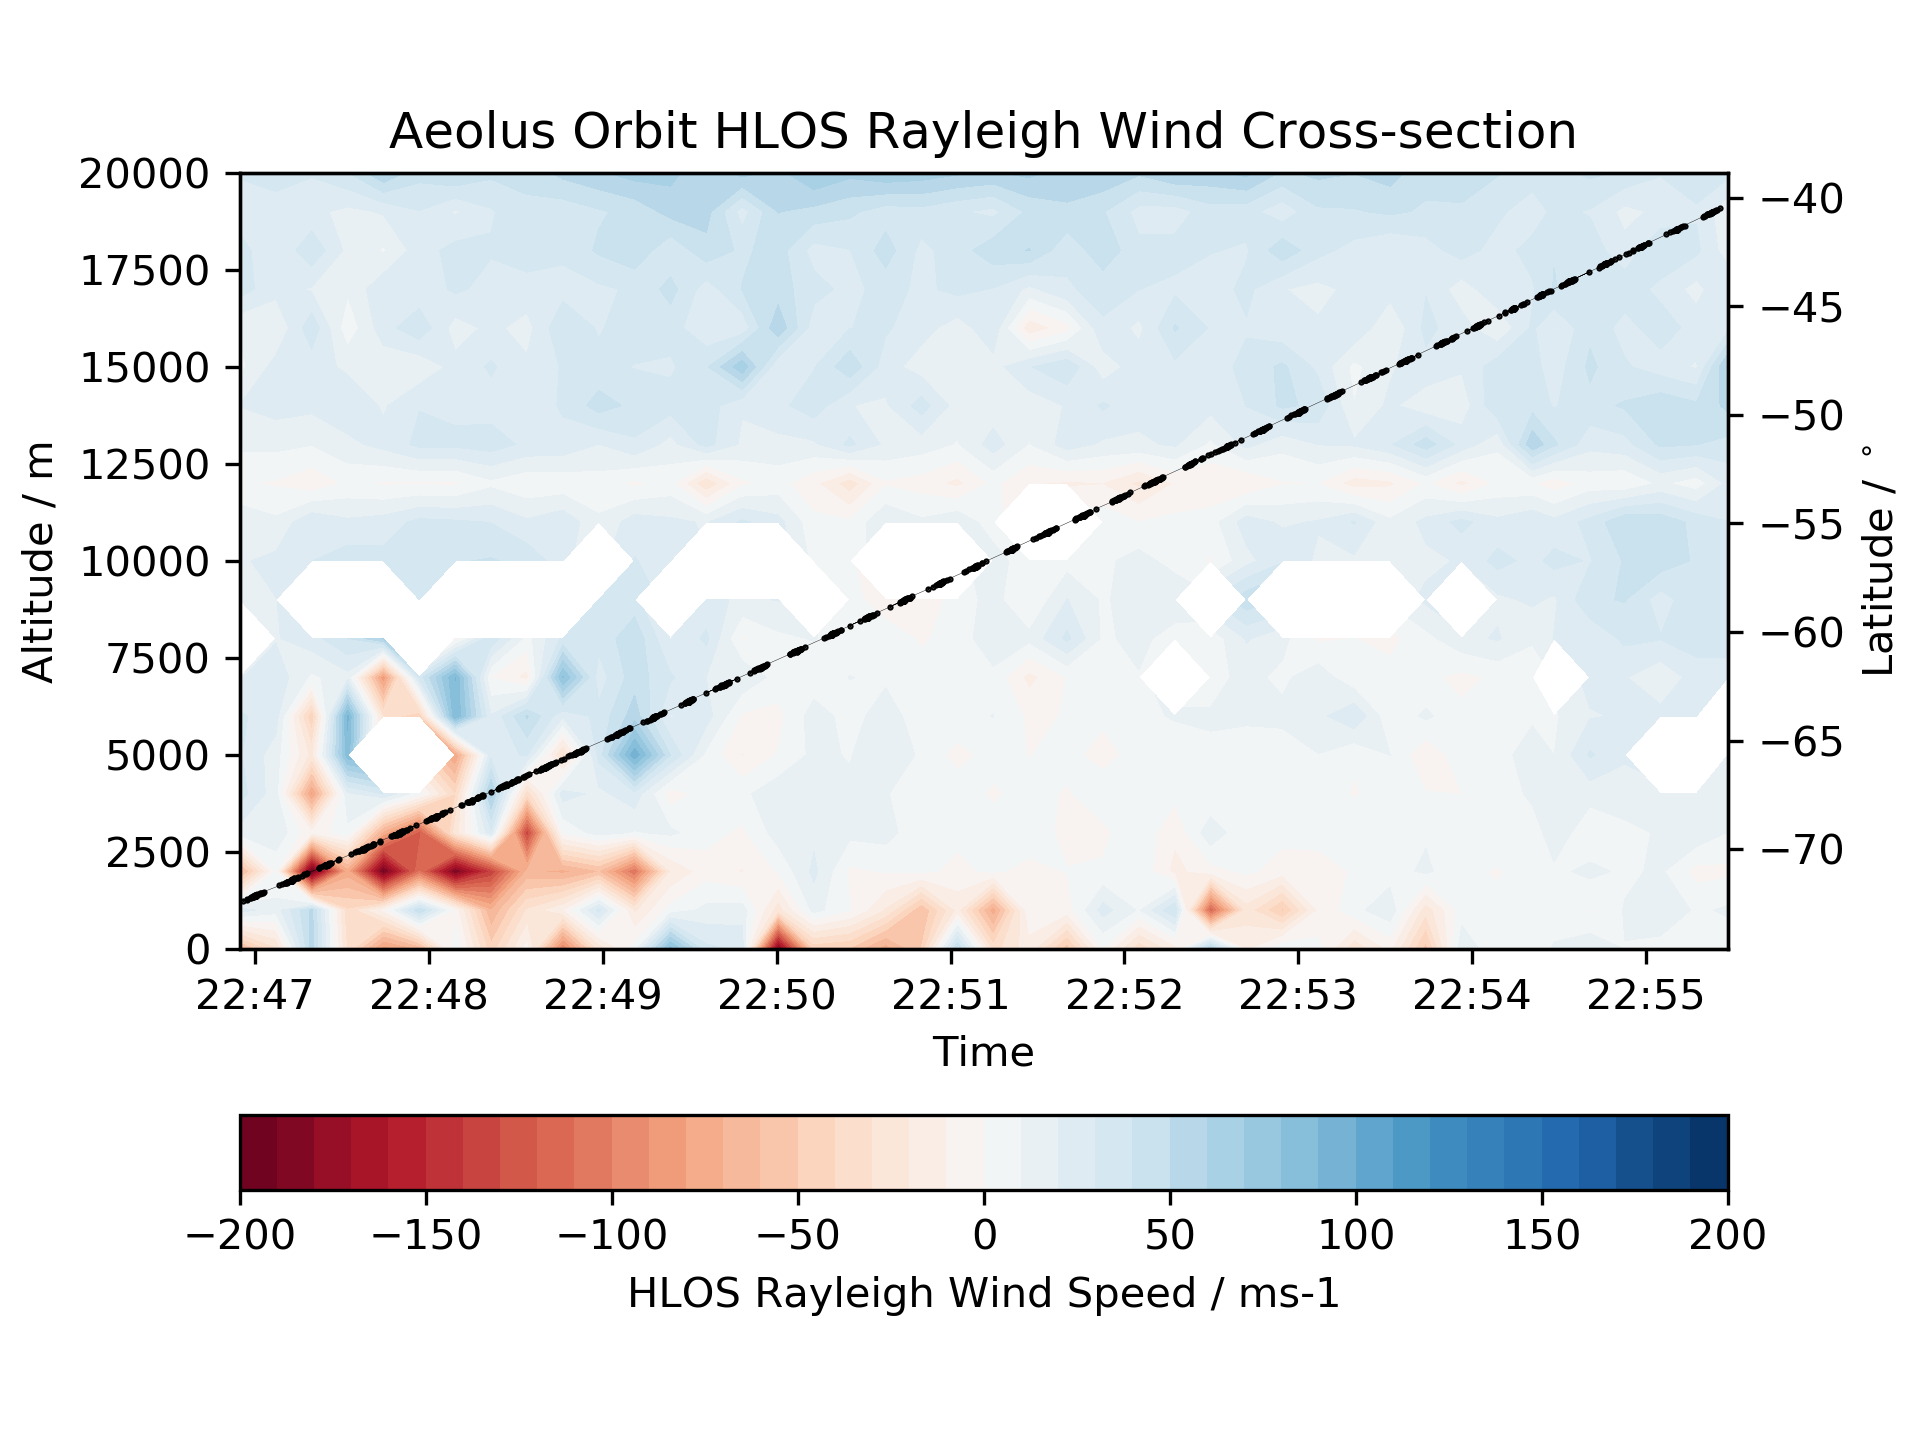 Aeolus Orbit HLOS Rayleigh Wind Cross-section
20000
17500
15000
12500
10000
7500
5000
2500
0
Altitude / m
−40
−45
−50
−55
−60
−65
−70
Latitude / °
22:47 22:48 22:49 22:50 22:51 22:52 22:53 22:54 22:55
Time
−200 −150 −100 −50 0 50 100 150 200
HLOS Rayleigh Wind Speed / ms-1